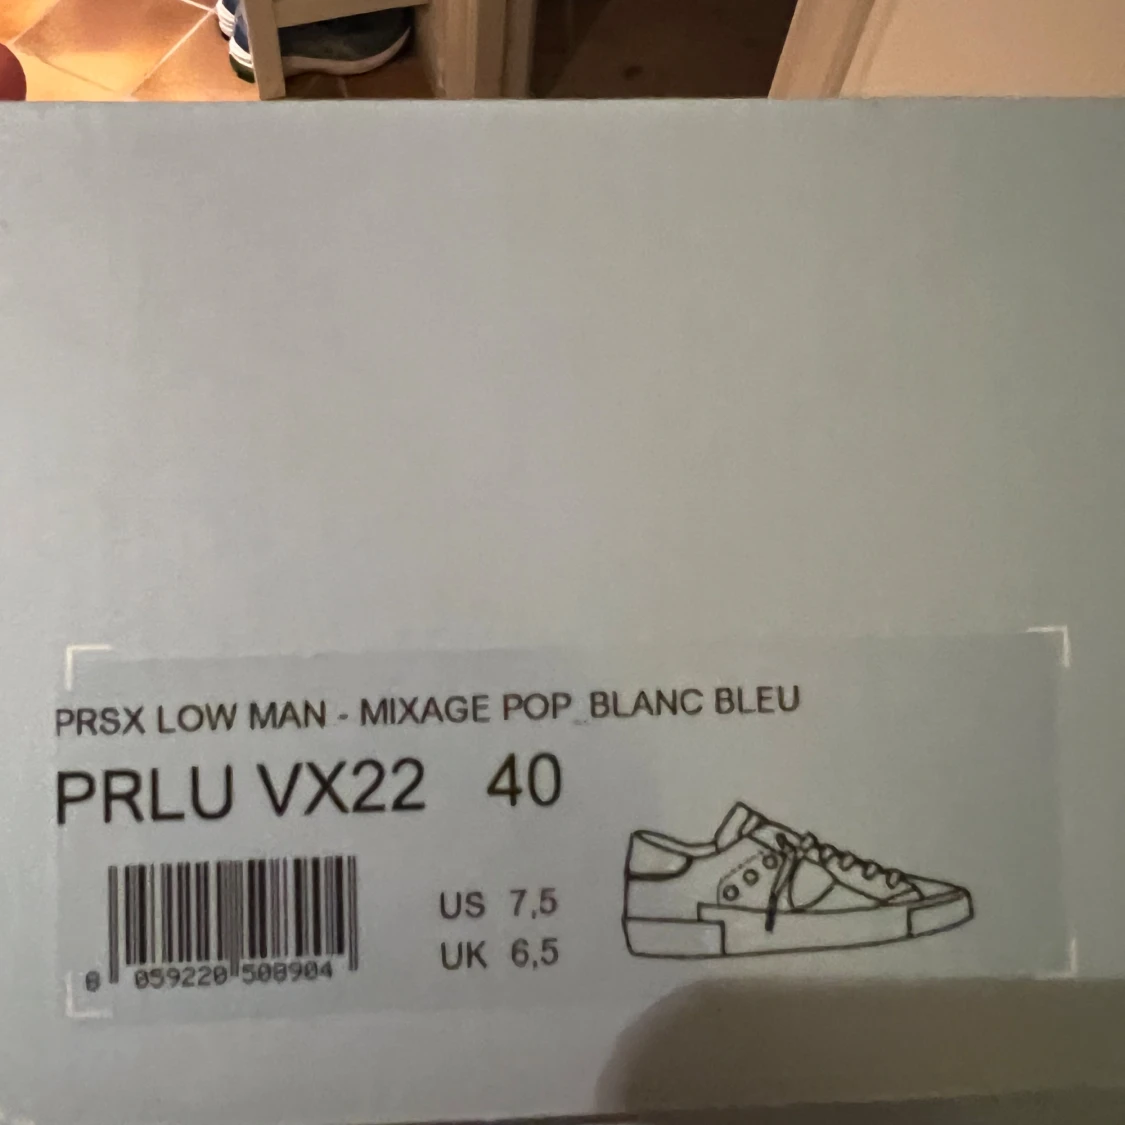 PRSX LOW MAN - MIXAGE POP_BLANC BLEU
PRLU VX22 40
US 7,5
UK 6,5
8 059220 508904